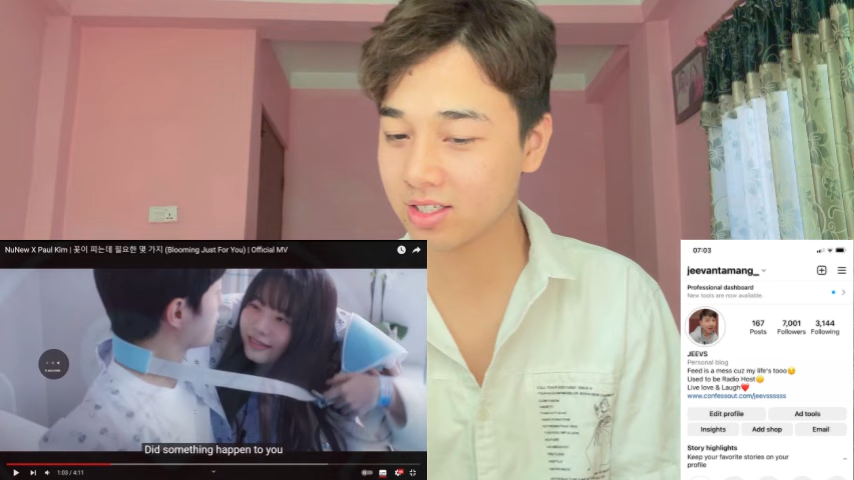 NuNew X Paul Kim | 꽃이 피는데 필요한 몇 가지 (Blooming Just For You) | Official MV
Did something happen to you
1:03 / 4:11
07:03
jeevantamang_
Professional dashboard
New tools are now available.
167 7,001 3,144
Posts Followers Following
JEEVS
Personal blog
Feed is a mess cuz my life's tooo😌
Used to be Radio Host😊
Live love & Laugh❤️
www.confessout.com/jeevssssss
Edit profile Ad tools
Insights Add shop Email
Story highlights
Keep your favorite stories on your
profile